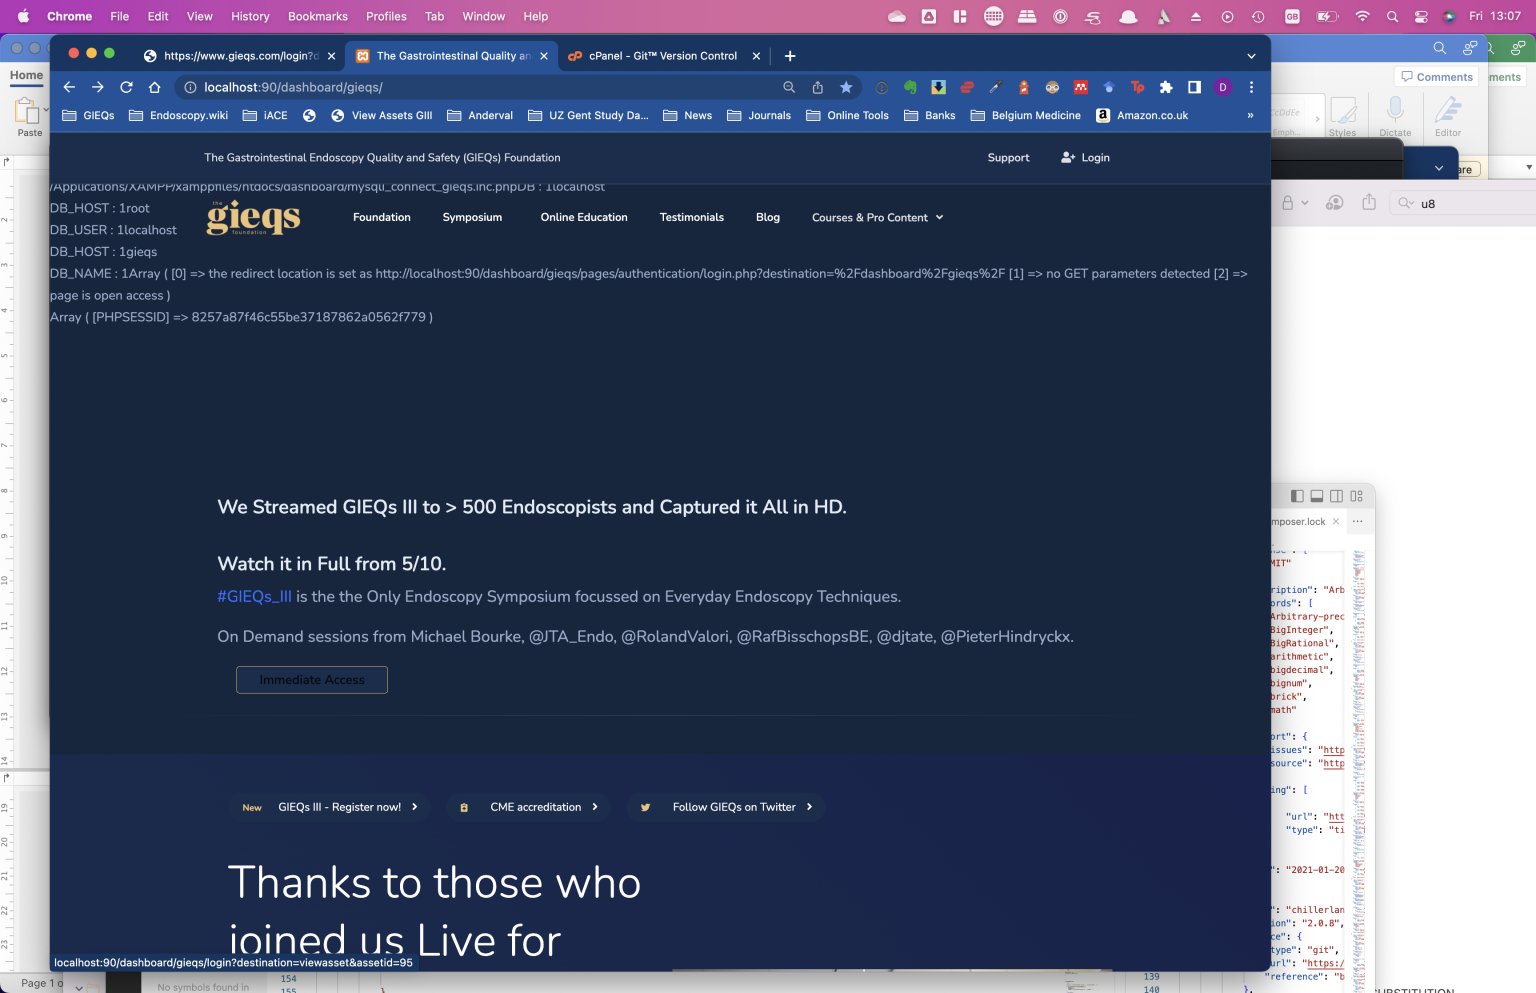 Chrome File Edit View History Bookmarks Profiles Tab Window Help
GB Fri 13:07
https://www.gieqs.com/login?d
The Gastrointestinal Quality an
cPanel - Git™ Version Control
Home
Comments
ments
localhost:90/dashboard/gieqs/
Tp D
Paste
GIEQs Endoscopy.wiki iACE View Assets GIII Anderval UZ Gent Study Da... News Journals Online Tools Banks Belgium Medicine a Amazon.co.uk »
Styles Dictate Editor
The Gastrointestinal Endoscopy Quality and Safety (GIEQs) Foundation
Support Login
are
/Applications/XAMPP/xamppfiles/htdocs/dashboard/mysqli_connect_gieqs.inc.phpDB : 1localhost
DB_HOST : 1root
the gieqs foundation
Foundation Symposium Online Education Testimonials Blog Courses & Pro Content
u8
DB_USER : 1localhost
DB_HOST : 1gieqs
DB_NAME : 1Array ( [0] => the redirect location is set as http://localhost:90/dashboard/gieqs/pages/authentication/login.php?destination=%2Fdashboard%2Fgieqs%2F [1] => no GET parameters detected [2] =>
page is open access )
Array ( [PHPSESSID] => 8257a87f46c55be37187862a0562f779 )
We Streamed GIEQs III to > 500 Endoscopists and Captured it All in HD.
Watch it in Full from 5/10.
#GIEQs_III is the the Only Endoscopy Symposium focussed on Everyday Endoscopy Techniques.
On Demand sessions from Michael Bourke, @JTA_Endo, @RolandValori, @RafBisschopsBE, @djtate, @PieterHindryckx.
Immediate Access
New GIEQs III - Register now!
CME accreditation
Follow GIEQs on Twitter
Thanks to those who
joined us Live for
localhost:90/dashboard/gieqs/login?destination=viewasset&assetid=95
mposer.lock
MIT"
ription": "Arb
ords": [
Arbitrary-prec
BigInteger",
BigRational",
arithmetic",
bigdecimal",
bignum",
brick",
math"
ort": {
issues": "http
source": "http
ing": [
"url": "htt
"type": "ti
": "2021-01-20
": "chillerlan
ion": "2.0.8",
ce": {
type": "git",
url": "https:/
"reference": "b
Page 1 o
No symbols found in
154
155
}
139
140
},